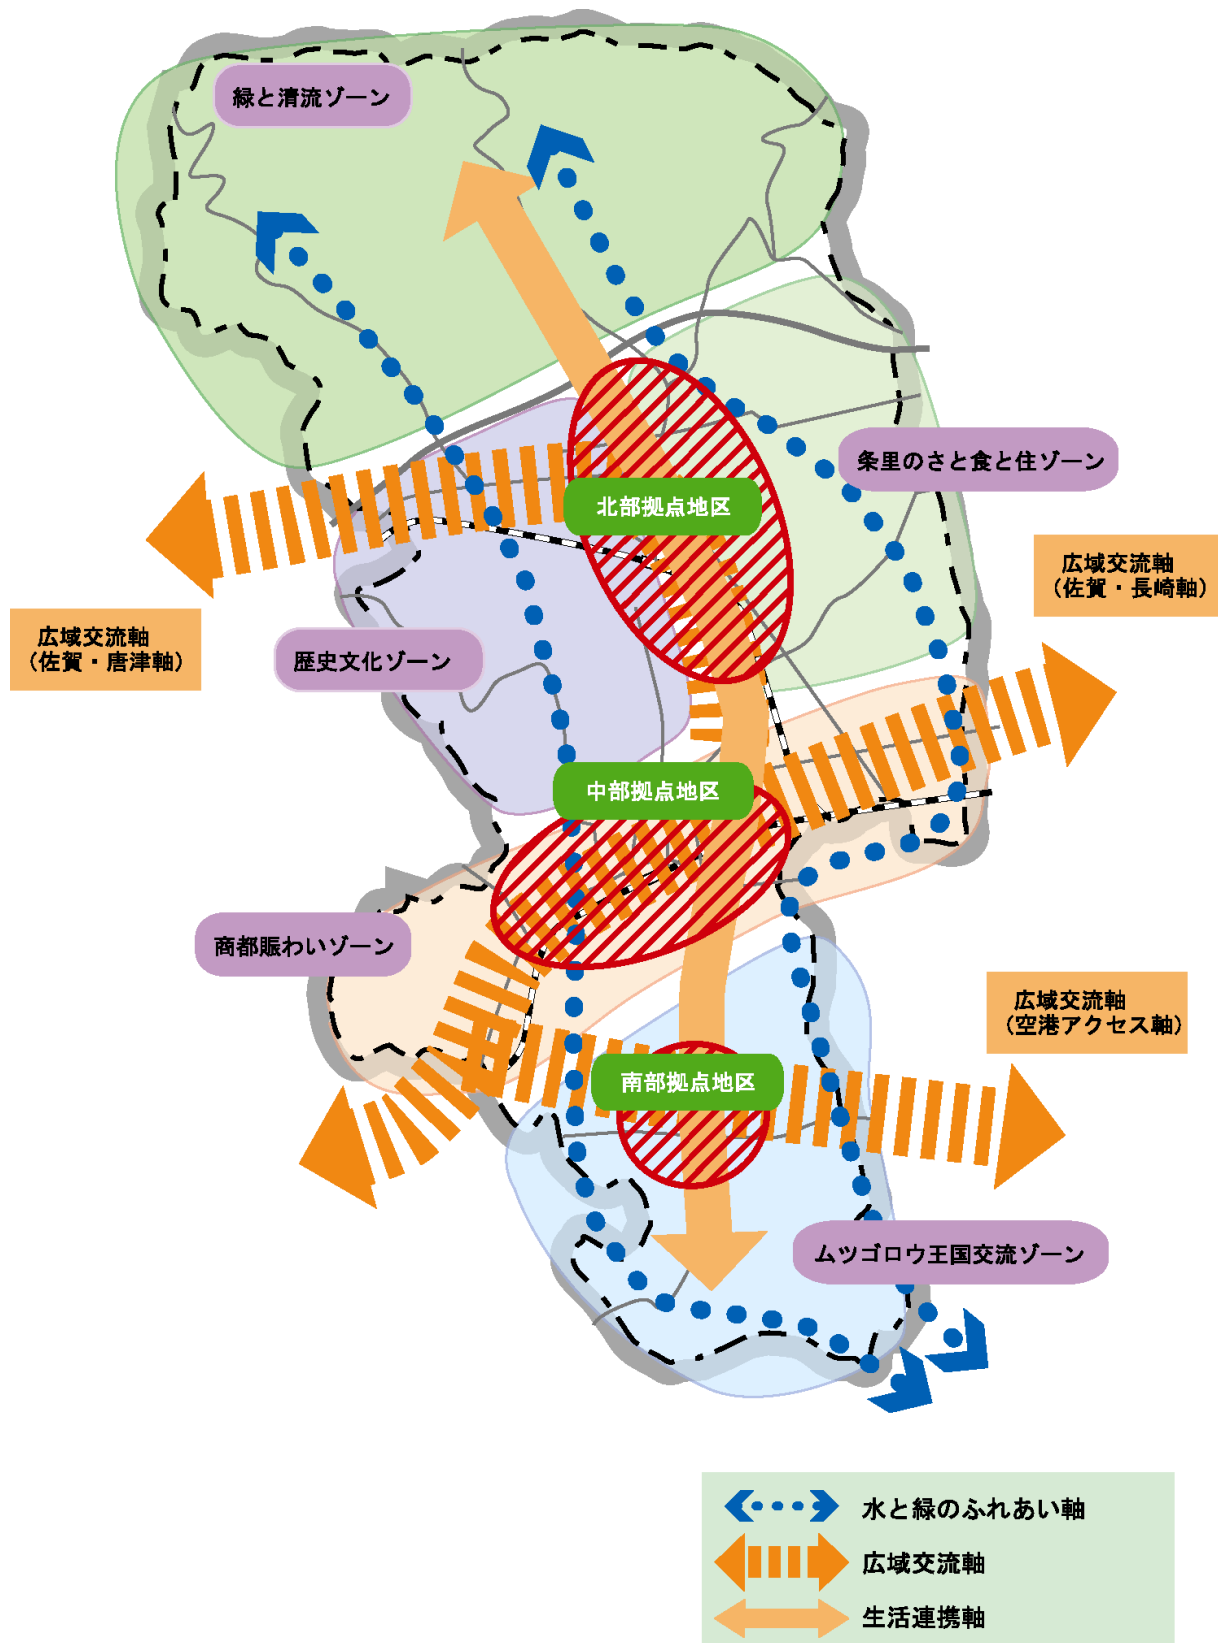 緑と清流ゾーン
条里のさと食と住ゾーン
北部拠点地区
広域交流軸
（佐賀・長崎軸）
広域交流軸
（佐賀・唐津軸）
歴史文化ゾーン
中部拠点地区
商都賑わいゾーン
広域交流軸
（空港アクセス軸）
南部拠点地区
ムツゴロウ王国交流ゾーン
水と緑のふれあい軸
広域交流軸
生活連携軸